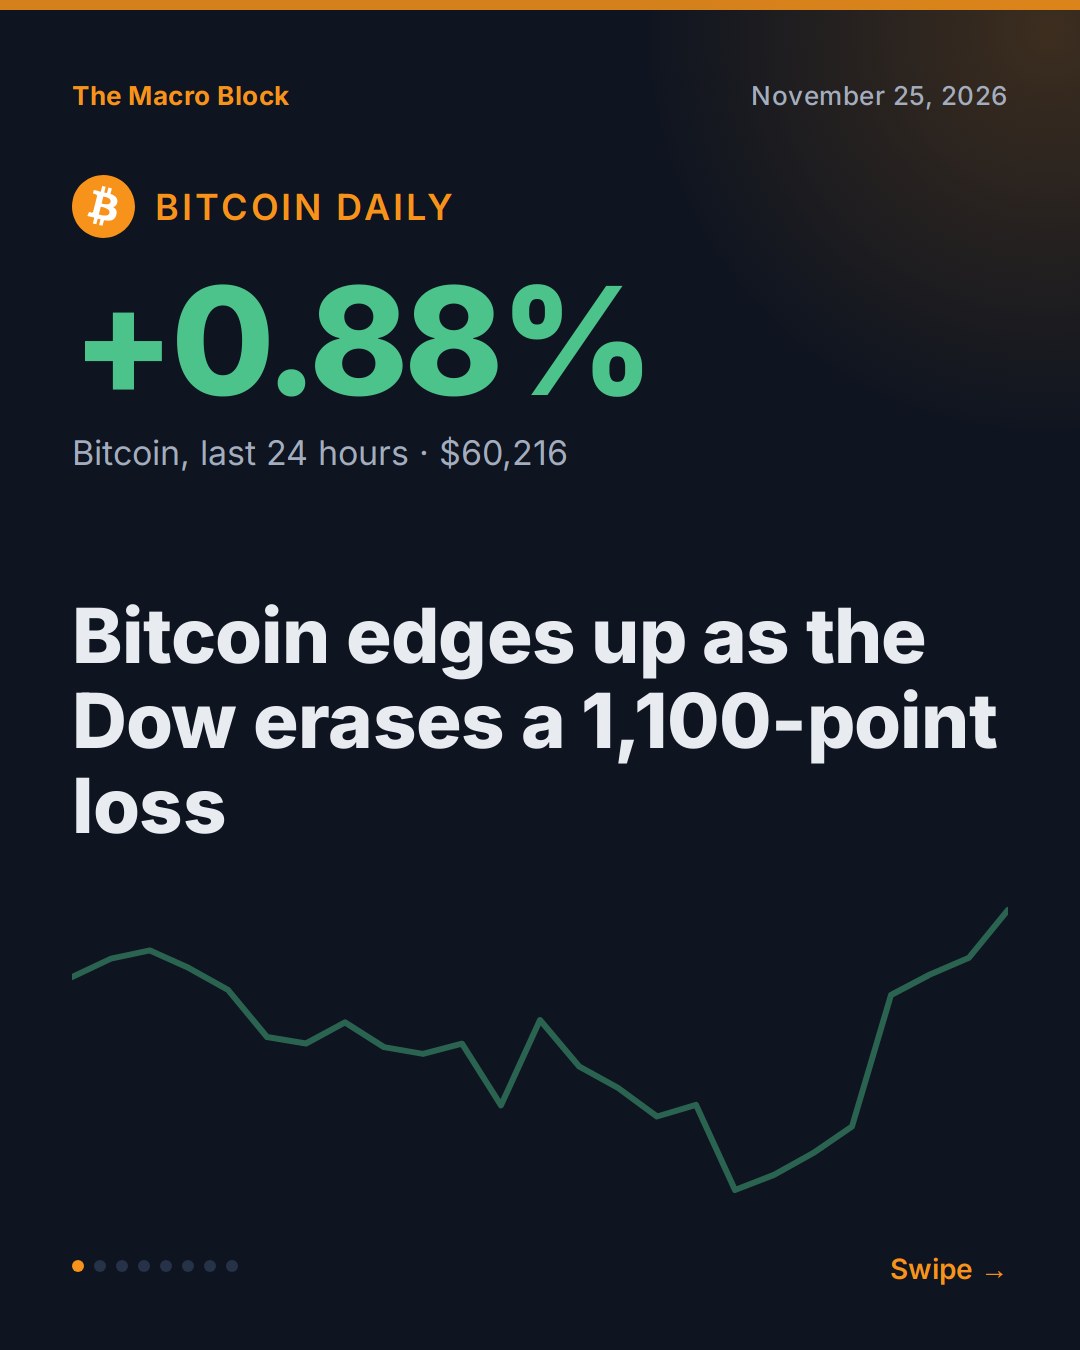 The Macro Block
November 25, 2026
BITCOIN DAILY
+0.88%
Bitcoin, last 24 hours · $60,216
Bitcoin edges up as the
Dow erases a 1,100-point
loss
Swipe →